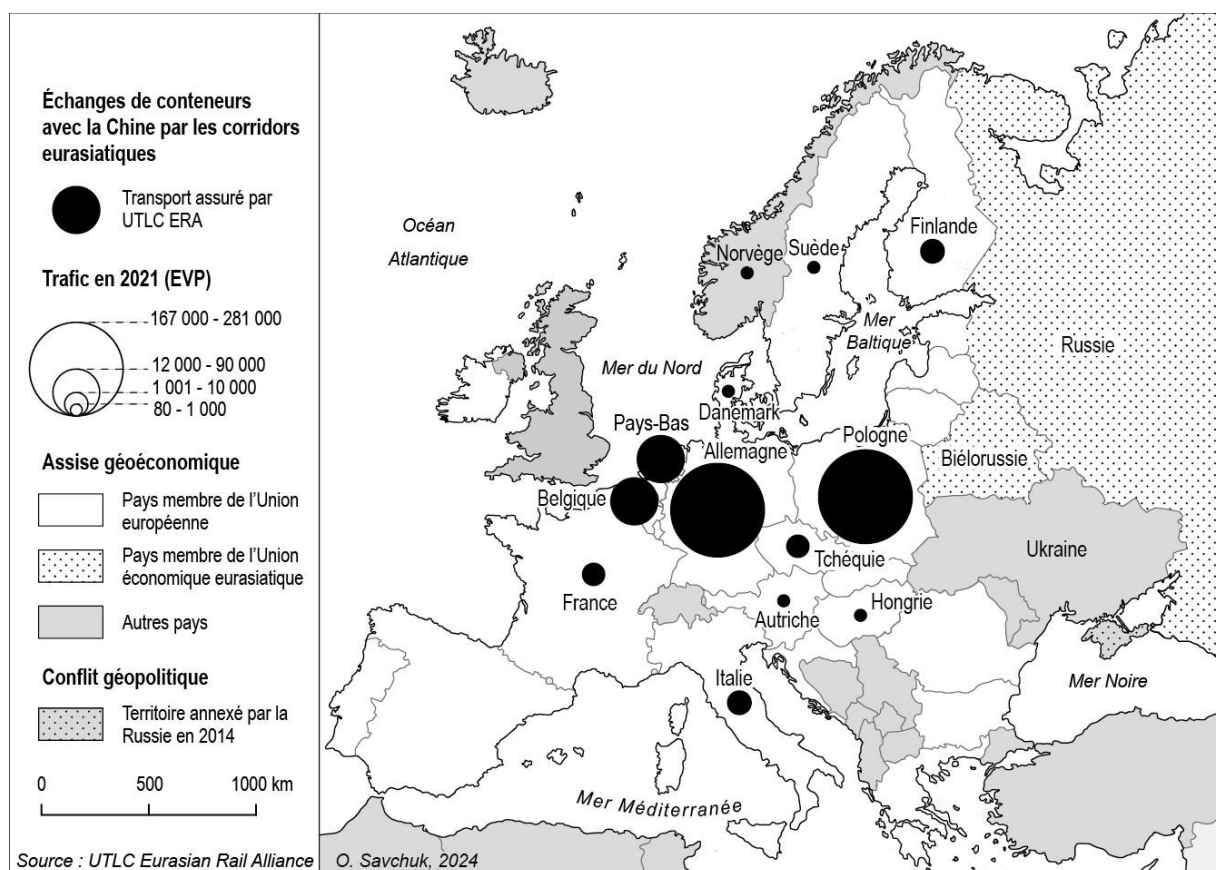 Échanges de conteneurs
avec la Chine par les corridors
eurasiatiques
Transport assuré par
UTLC ERA
Trafic en 2021 (EVP)
167 000 - 281 000
12 000 - 90 000
1 001 - 10 000
80 - 1 000
Assise géoéconomique
Pays membre de l'Union
européenne
Pays membre de l'Union
économique eurasiatique
Autres pays
Conflit géopolitique
Territoire annexé par la
Russie en 2014
0 500 1000 km
Source : UTLC Eurasian Rail Alliance
Océan
Atlantique
Norvège
Suède
Finlande
Mer
Baltique
Russie
Mer du Nord
Danemark
Pays-Bas
Allemagne
Pologne
Biélorussie
Belgique
Tchéquie
Ukraine
France
Autriche
Hongrie
Italie
Mer Noire
Mer Méditerranée
O. Savchuk, 2024